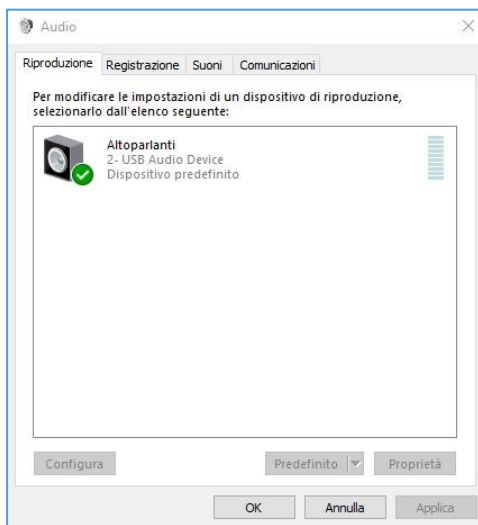 Audio
Riproduzione Registrazione Suoni Comunicazioni
Per modificare le impostazioni di un dispositivo di riproduzione,
selezionarlo dall'elenco seguente:
Altoparlanti
2- USB Audio Device
Dispositivo predefinito
Configura Predefinito Proprietà
OK Annulla Applica